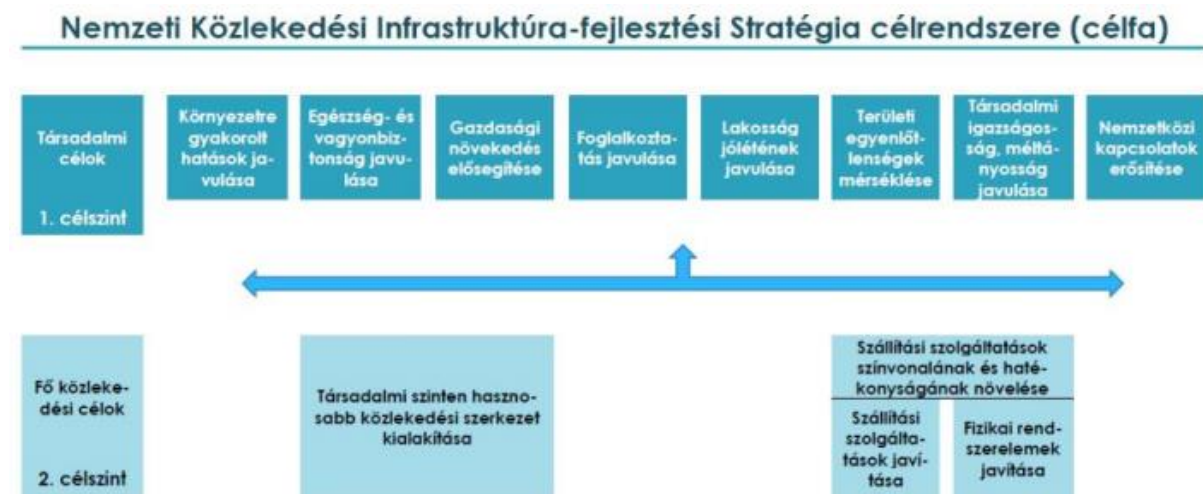 Nemzeti Közlekedési Infrastruktúra-fejlesztési Stratégia célrendszere (célfa)
Társadalmi
célok
1. célszint
Környezetre
gyakorolt
hatások ja-
vulása
Egészség- és
vagyonbiz-
tonság javu-
lása
Gazdasági
növekedés
elősegítése
Foglalkozta-
tás javulása
Lakosság
jólétének
javulása
Területi
egyenlőt-
lenségek
mérséklése
Társadalmi
igazságos-
ság, méltá-
nyosság
javulása
Nemzetközi
kapcsolatok
erősítése
Fő közleke-
dési célok
2. célszint
Társadalmi szinten haszno-
sabb közlekedési szerkezet
kialakítása
Szállítási szolgáltatások
színvonalának és haté-
konyságának növelése
Szállítási
szolgálta-
tások javí-
tása
Fizikai rend-
szerelemek
javítása